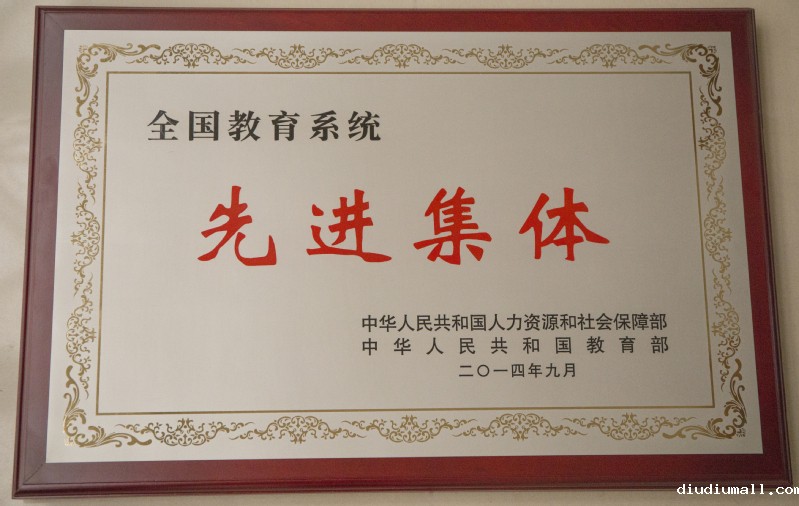 全国教育系统
先进集体
中华人民共和国人力资源和社会保障部
中华人民共和国教育部
二〇一四年九月
diudiumall.com